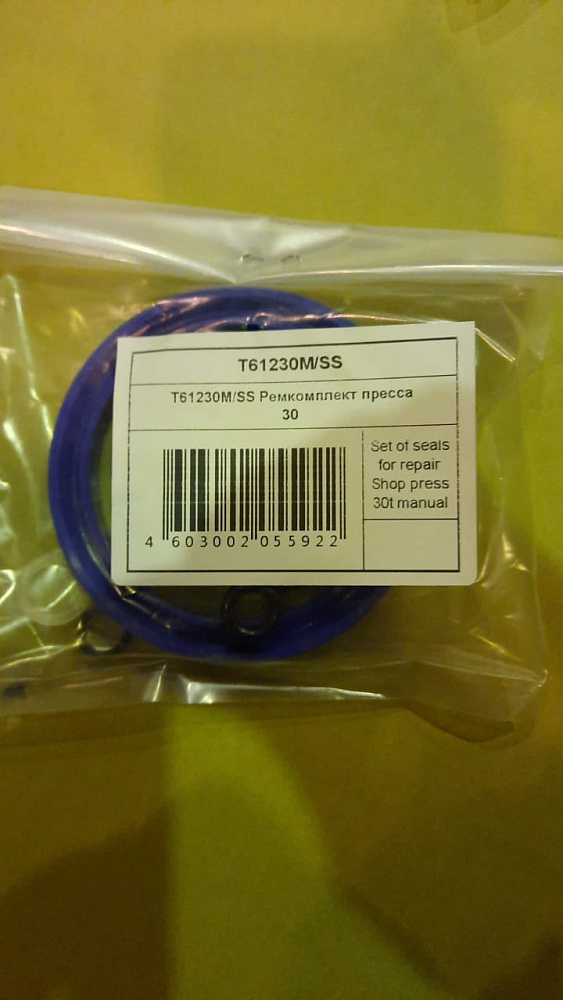 T61230M/SS
T61230M/SS Ремкомплект пресса
30
Set of seals
for repair
Shop press
30t manual
4 603002 055922